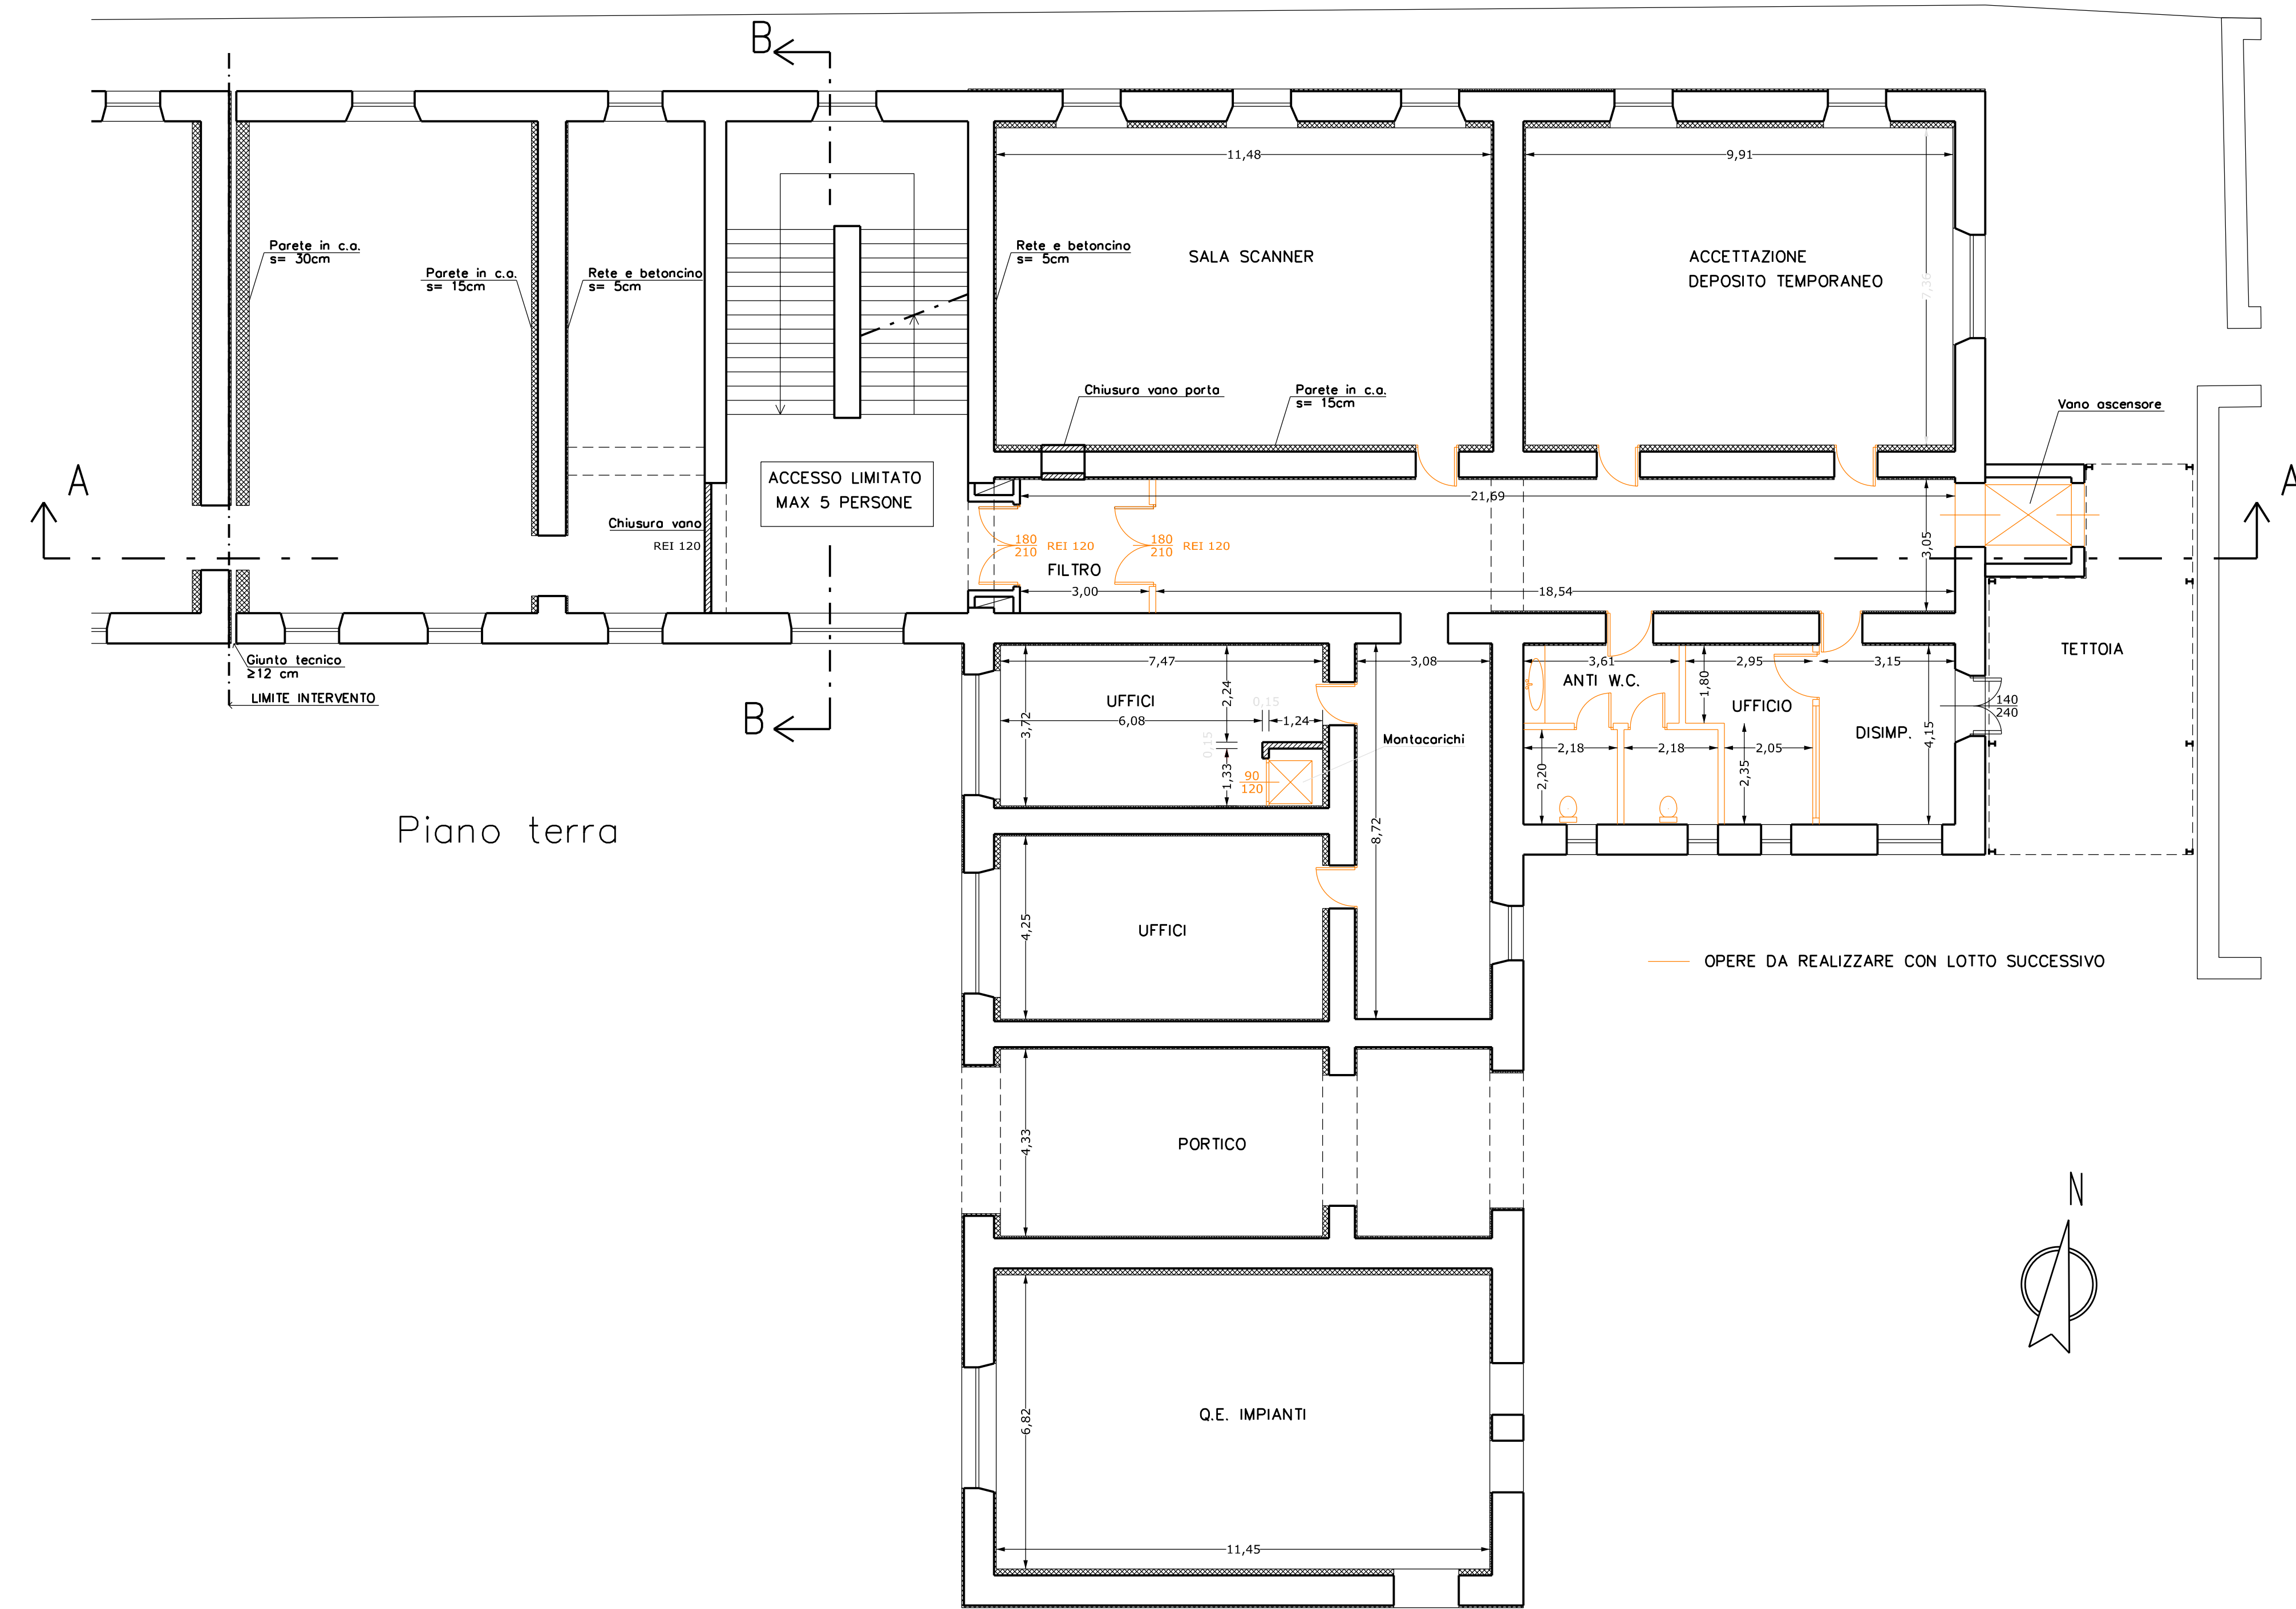 B
11,48
9,91
Parete in c.a.
s= 30cm
Parete in c.a.
s= 15cm
Rete e betoncino
s= 5cm
Rete e betoncino
s= 5cm
SALA SCANNER
ACCETTAZIONE
DEPOSITO TEMPORANEO
7,36
Chiusura vano porta
Parete in c.a.
s= 15cm
Vano ascensore
A
A
ACCESSO LIMITATO
MAX 5 PERSONE
21,69
Chiusura vano
REI 120
180
210
REI 120
180
210
REI 120
FILTRO
3,05
3,00
18,54
Giunto tecnico
≥12 cm
LIMITE INTERVENTO
B
7,47
3,08
3,61
2,95
3,15
TETTOIA
UFFICI
2,24
0,15
6,08
1,24
3,72
ANTI W.C.
1,80
UFFICIO
140
240
DISIMP.
4,15
Montacarichi
0,15
1,33
90
120
2,18
2,18
2,05
2,20
2,35
Piano terra
8,72
4,25
UFFICI
OPERE DA REALIZZARE CON LOTTO SUCCESSIVO
4,33
PORTICO
N
6,82
Q.E. IMPIANTI
11,45